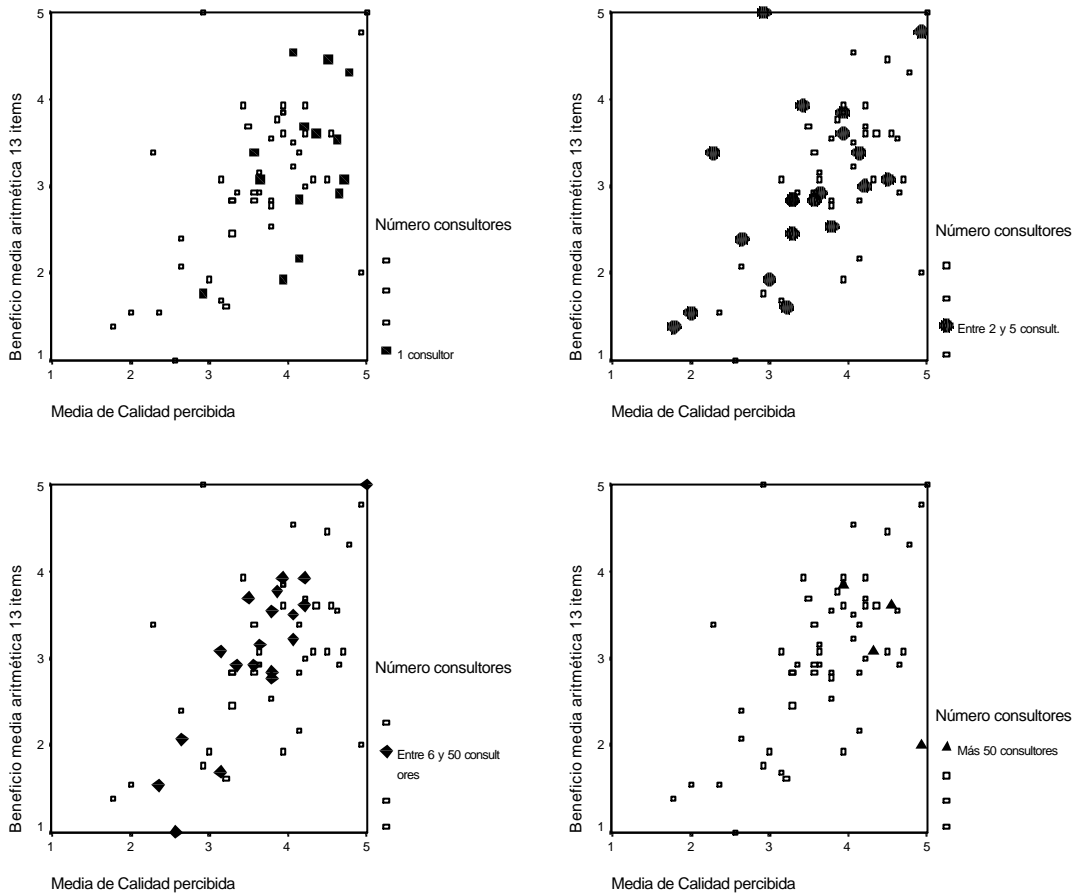 Beneficio media aritmética 13 items
5
4
3
2
1
1
2
3
4
5
Media de Calidad percibida
Número consultores
1 consultor
Beneficio media aritmética 13 items
5
4
3
2
1
1
2
3
4
5
Media de Calidad percibida
Número consultores
Entre 2 y 5 consult.
Beneficio media aritmética 13 items
5
4
3
2
1
1
2
3
4
5
Media de Calidad percibida
Número consultores
Entre 6 y 50 consult
ores
Beneficio media aritmética 13 items
5
4
3
2
1
1
2
3
4
5
Media de Calidad percibida
Número consultores
Más 50 consultores